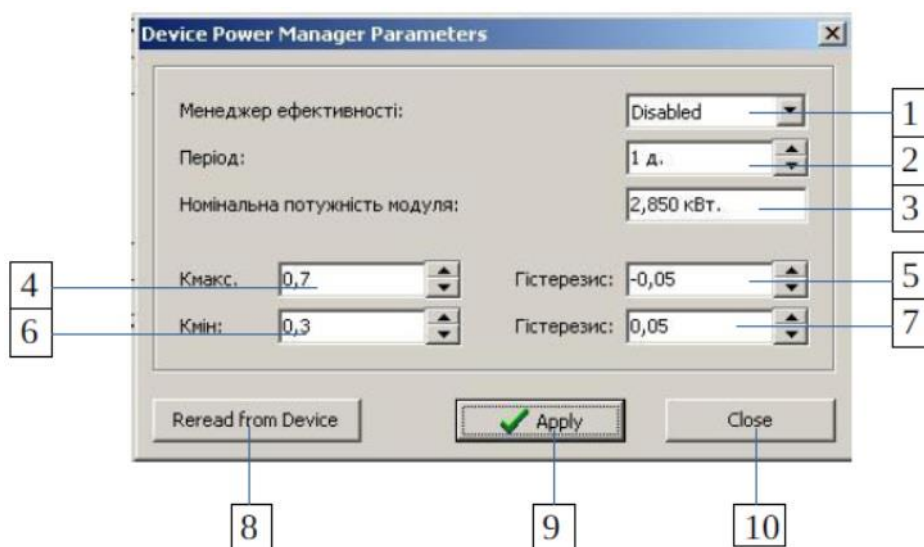 Device Power Manager Parameters
Менеджер ефективності: Disabled 1
Період: 1 д. 2
Номінальна потужність модуля: 2,850 кВт. 3
4 Кмакс. 0,7 Гістерезис: -0,05 5
6 Кмін: 0,3 Гістерезис: 0,05 7
Reread from Device Apply Close
8 9 10